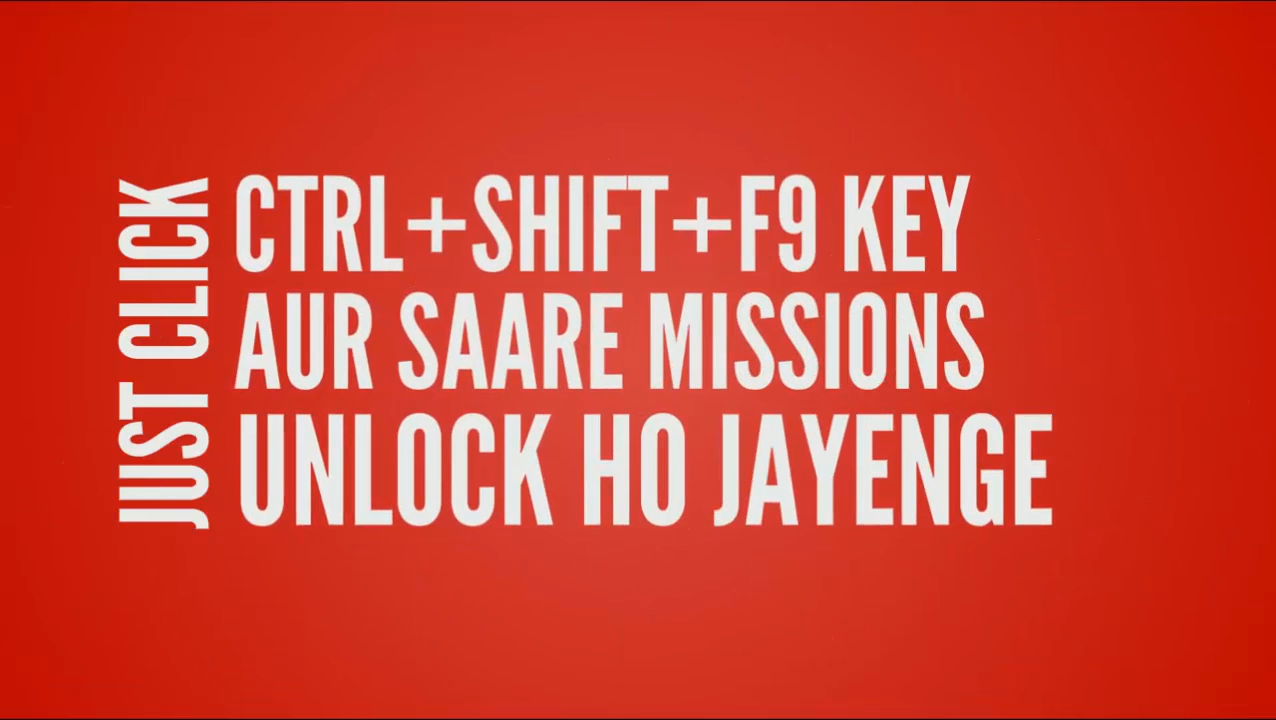 JUST CLICK
CTRL+SHIFT+F9 KEY
AUR SAARE MISSIONS
UNLOCK HO JAYENGE